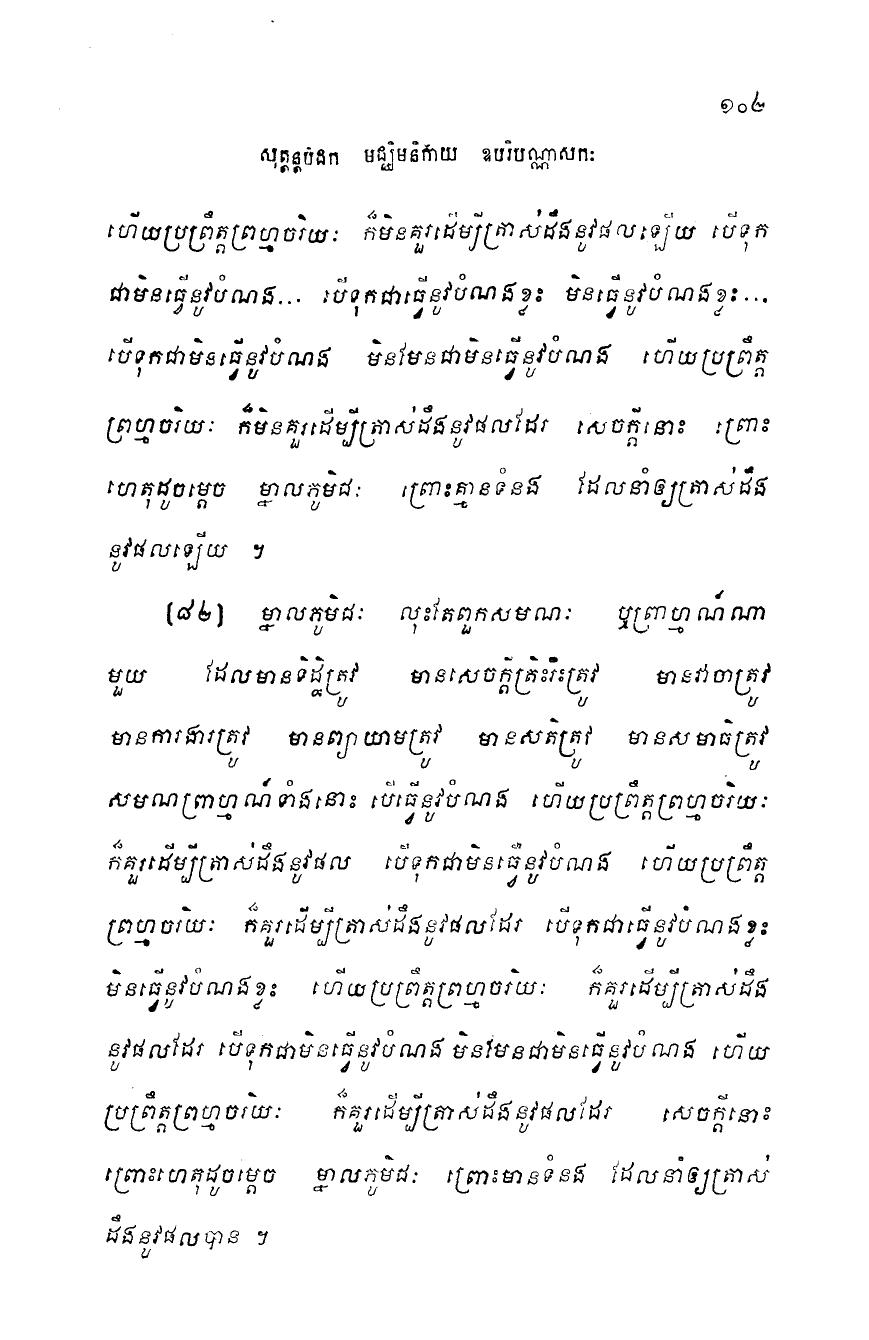 ១០២
សុត្តន្តបិដក មជ្ឈិមនិកាយ ឧបរិបណ្ណាសកៈ
ហើយប្រព្រឹត្តព្រហ្មចរិយៈ ក៏មិនគួរដើម្បីត្រាស់ដឹងនូវផលឡើយ បើទុក
ជាមិនធ្វើនូវបំណង... បើទុកជាធ្វើនូវបំណងខ្លះ មិនធ្វើនូវបំណងខ្លះ...
បើទុកជាមិនធ្វើនូវបំណង មិនមែនជាមិនធ្វើនូវបំណង ហើយប្រព្រឹត្ត
ព្រហ្មចរិយៈ ក៏មិនគួរដើម្បីត្រាស់ដឹងនូវផលដែរ សេចក្តីនោះ ព្រោះ
ហេតុដូចម្តេច ម្នាលភូមិជៈ ព្រោះគ្មានទំនង ដែលនាំឲ្យត្រាស់ដឹង
នូវផលឡើយ ។
[៨២] ម្នាលភូមិជៈ លុះតែពួកសមណៈ ឬព្រាហ្មណ៍ណា
មួយ ដែលមានទិដ្ឋិត្រូវ មានសេចក្តីត្រិះរិះត្រូវ មានវាចាត្រូវ
មានការងារត្រូវ មានព្យាយាមត្រូវ មានសតិត្រូវ មានសមាធិត្រូវ
សមណព្រាហ្មណ៍ទាំងនោះ បើធ្វើនូវបំណង ហើយប្រព្រឹត្តព្រហ្មចរិយៈ
ក៏គួរដើម្បីត្រាស់ដឹងនូវផល បើទុកជាមិនធ្វើនូវបំណង ហើយប្រព្រឹត្ត
ព្រហ្មចរិយៈ ក៏គួរដើម្បីត្រាស់ដឹងនូវផលដែរ បើទុកជាធ្វើនូវបំណងខ្លះ
មិនធ្វើនូវបំណងខ្លះ ហើយប្រព្រឹត្តព្រហ្មចរិយៈ ក៏គួរដើម្បីត្រាស់ដឹង
នូវផលដែរ បើទុកជាមិនធ្វើនូវបំណង មិនមែនជាមិនធ្វើនូវបំណង ហើយ
ប្រព្រឹត្តព្រហ្មចរិយៈ ក៏គួរដើម្បីត្រាស់ដឹងនូវផលដែរ សេចក្តីនោះ
ព្រោះហេតុដូចម្តេច ម្នាលភូមិជៈ ព្រោះមានទំនង ដែលនាំឲ្យត្រាស់
ដឹងនូវផលបាន ។